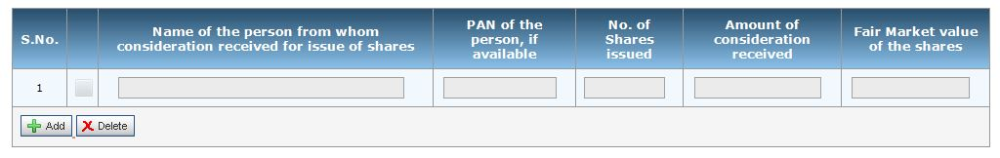 S.No.
Name of the person from whom
consideration received for issue of shares
PAN of the
person, if
available
No. of
Shares
issued
Amount of
consideration
received
Fair Market value
of the shares
1
Add
Delete